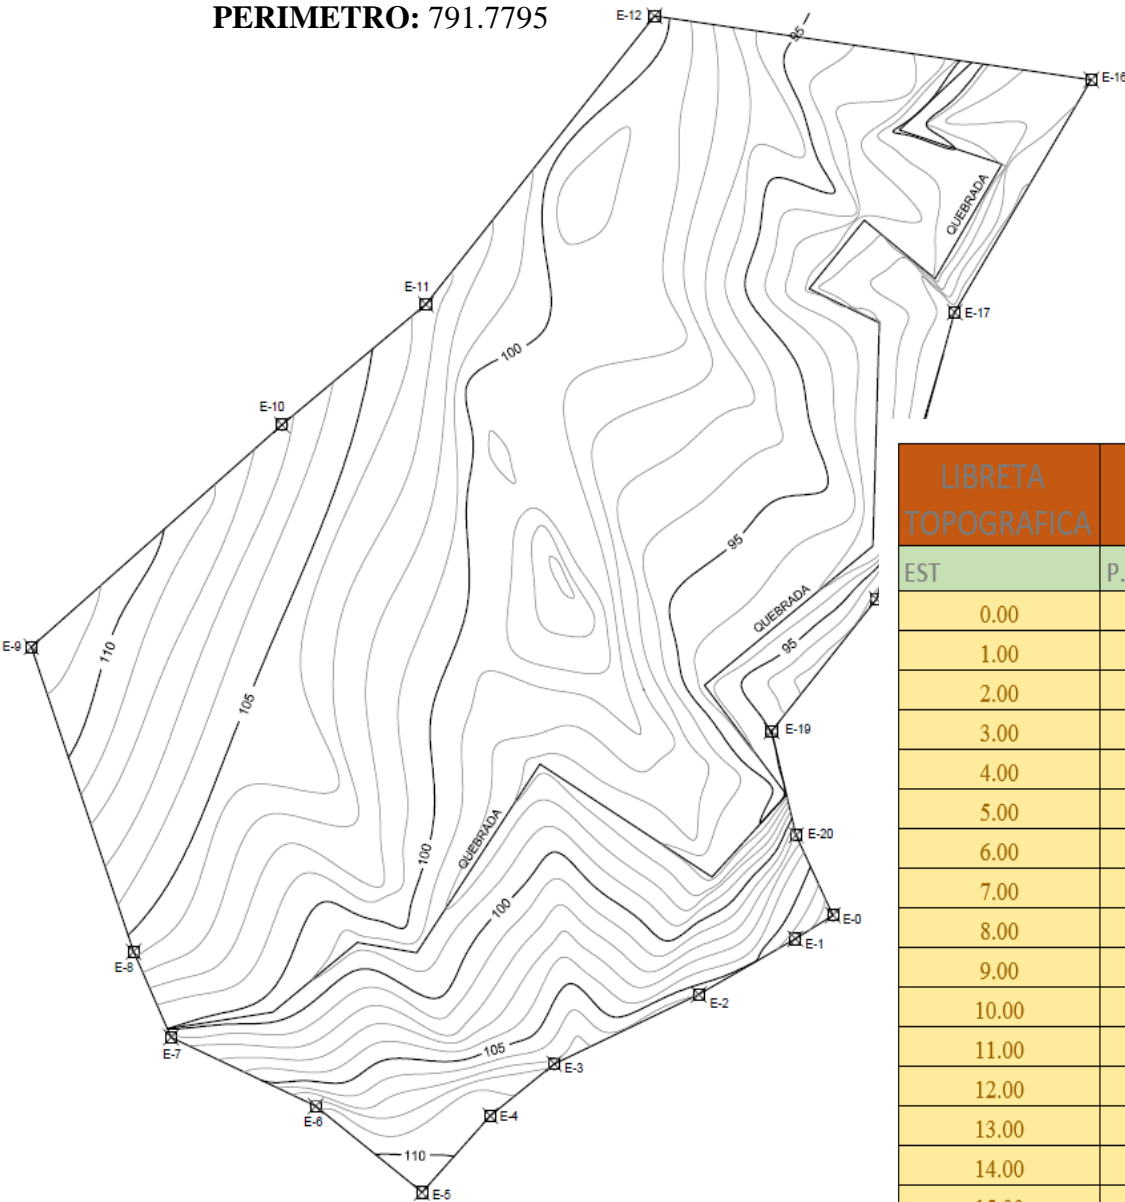 PERIMETRO: 791.7795
E-12
95
E-16
QUEBRADA
E-11
E-17
100
E-10
LIBRETA
TOPOGRAFICA
95
EST
P.
QUEBRADA
0.00
E-9
110
95
1.00
2.00
105
E-19
3.00
4.00
5.00
QUEBRADA
E-20
6.00
100
7.00
100
E-0
E-1
8.00
E-8
9.00
E-2
10.00
E-7
105
11.00
E-3
12.00
E-6
E-4
13.00
110
14.00
E-5
15.00